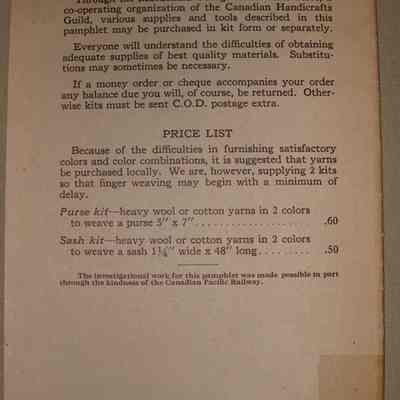 co-operating organization of the Canadian Handicrafts
Guild, various supplies and tools described in this
pamphlet may be purchased in kit form or separately.
Everyone will understand the difficulties of obtaining
adequate supplies of best quality materials. Substitu-
tions may sometimes be necessary.
If a money order or cheque accompanies your order
any balance due you will, of course, be returned. Other-
wise kits must be sent C.O.D. postage extra.
PRICE LIST
Because of the difficulties in furnishing satisfactory
colors and color combinations, it is suggested that yarns
be purchased locally. We are, however, supplying 2 kits
so that finger weaving may begin with a minimum of
delay.
Purse kit—heavy wool or cotton yarns in 2 colors
to weave a purse 5" x 7".................... .60
Sash kit—heavy wool or cotton yarns in 2 colors
to weave a sash 1¼" wide x 48" long......... .50
The investigational work for this pamphlet was made possible in part
through the kindness of the Canadian Pacific Railway.